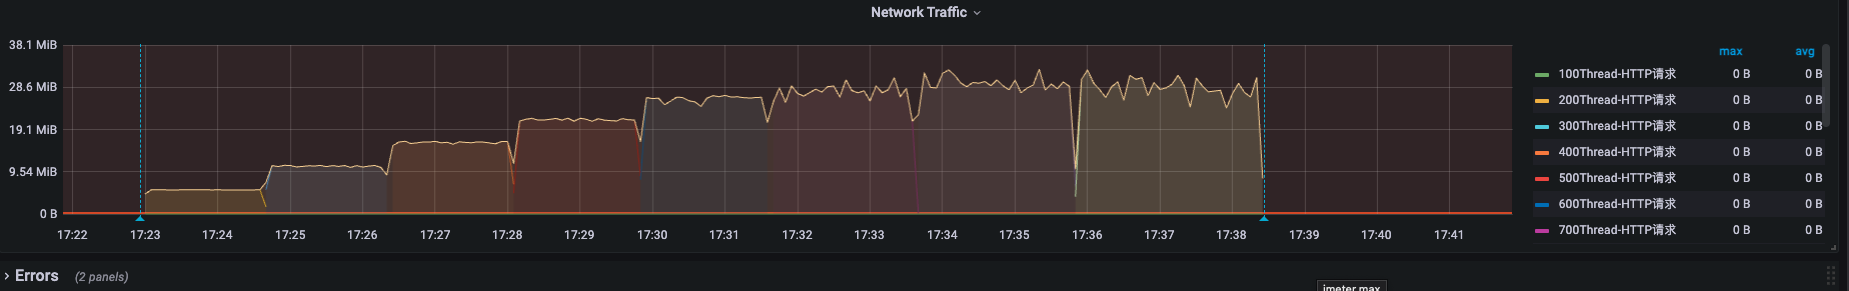 Network Traffic
38.1 MiB
28.6 MiB
19.1 MiB
9.54 MiB
0 B
17:22 17:23 17:24 17:25 17:26 17:27 17:28 17:29 17:30 17:31 17:32 17:33 17:34 17:35 17:36 17:37 17:38 17:39 17:40 17:41
max avg
100Thread-HTTP请求 0 B 0 B
200Thread-HTTP请求 0 B 0 B
300Thread-HTTP请求 0 B 0 B
400Thread-HTTP请求 0 B 0 B
500Thread-HTTP请求 0 B 0 B
600Thread-HTTP请求 0 B 0 B
700Thread-HTTP请求 0 B 0 B
Errors (2 panels)
jmeter.max